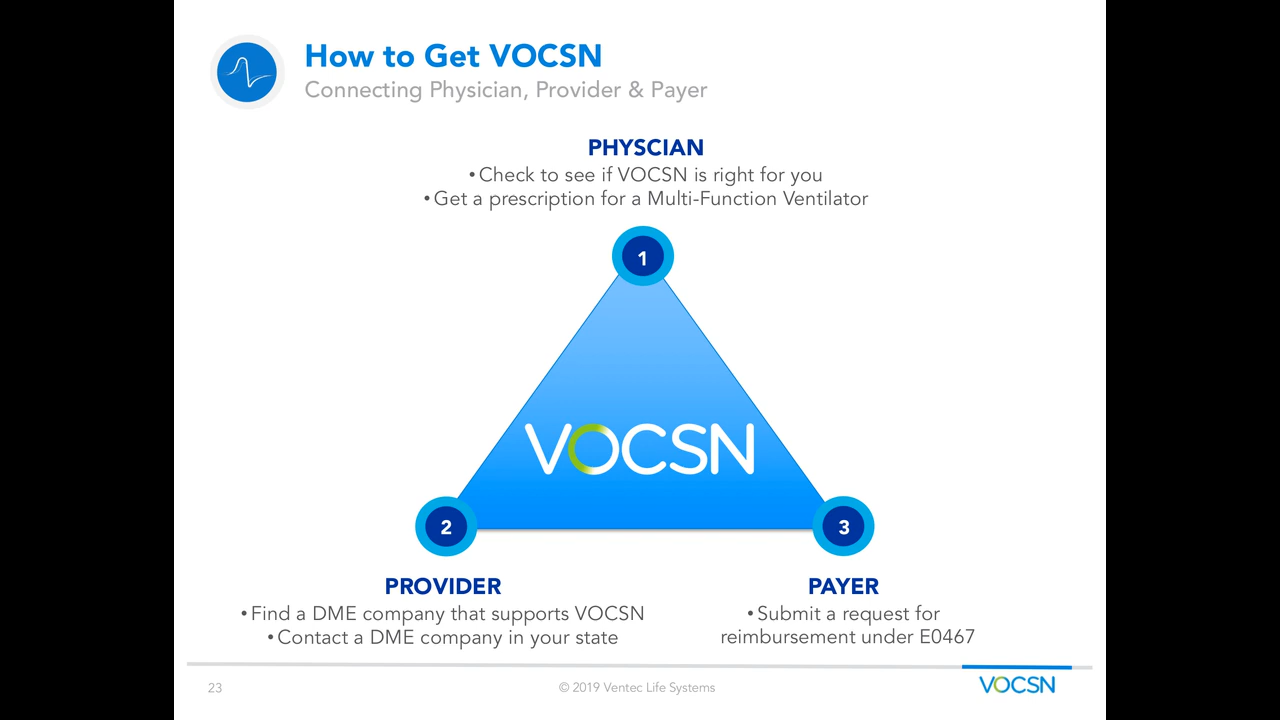 How to Get VOCSN
Connecting Physician, Provider & Payer
PHYSCIAN
• Check to see if VOCSN is right for you
• Get a prescription for a Multi-Function Ventilator
1
VOCSN
2
3
PROVIDER
• Find a DME company that supports VOCSN
• Contact a DME company in your state
PAYER
• Submit a request for
reimbursement under E0467
23
© 2019 Ventec Life Systems
VOCSN